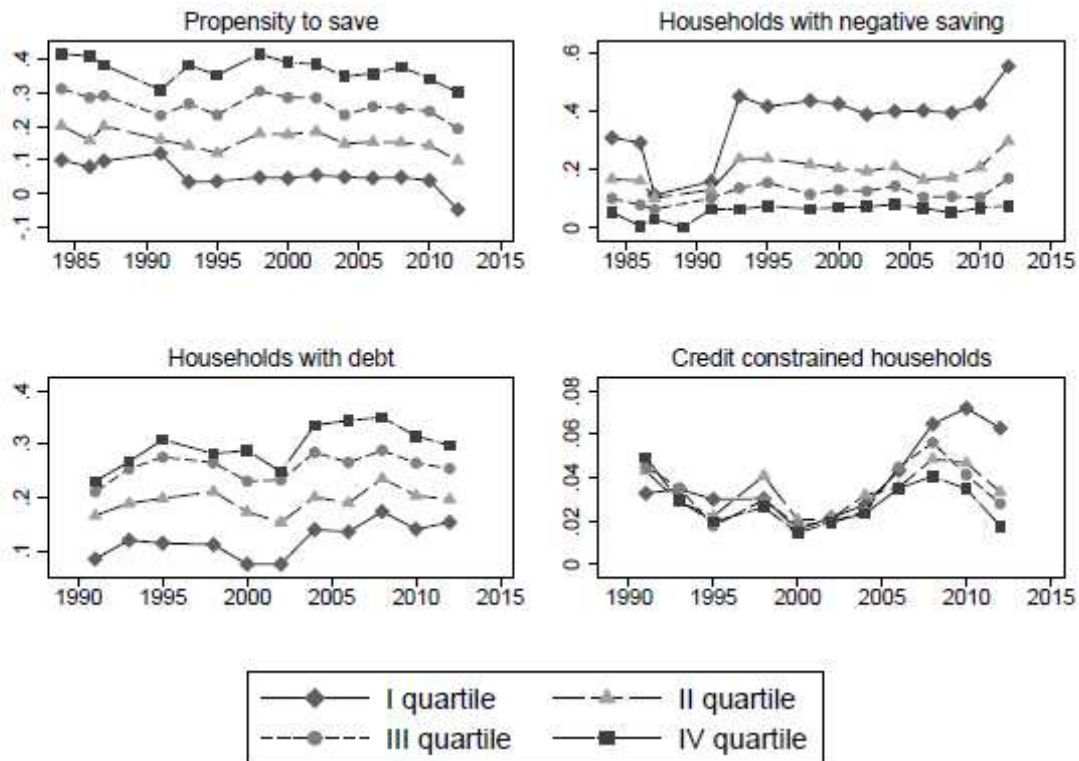 Propensity to save
.4
.3
.2
.1
0
-.1
1985 1990 1995 2000 2005 2010 2015
Households with negative saving
.6
.4
.2
0
1985 1990 1995 2000 2005 2010 2015
Households with debt
.4
.3
.2
.1
1990 1995 2000 2005 2010 2015
Credit constrained households
.08
.06
.04
.02
0
1990 1995 2000 2005 2010 2015
I quartile II quartile
III quartile IV quartile